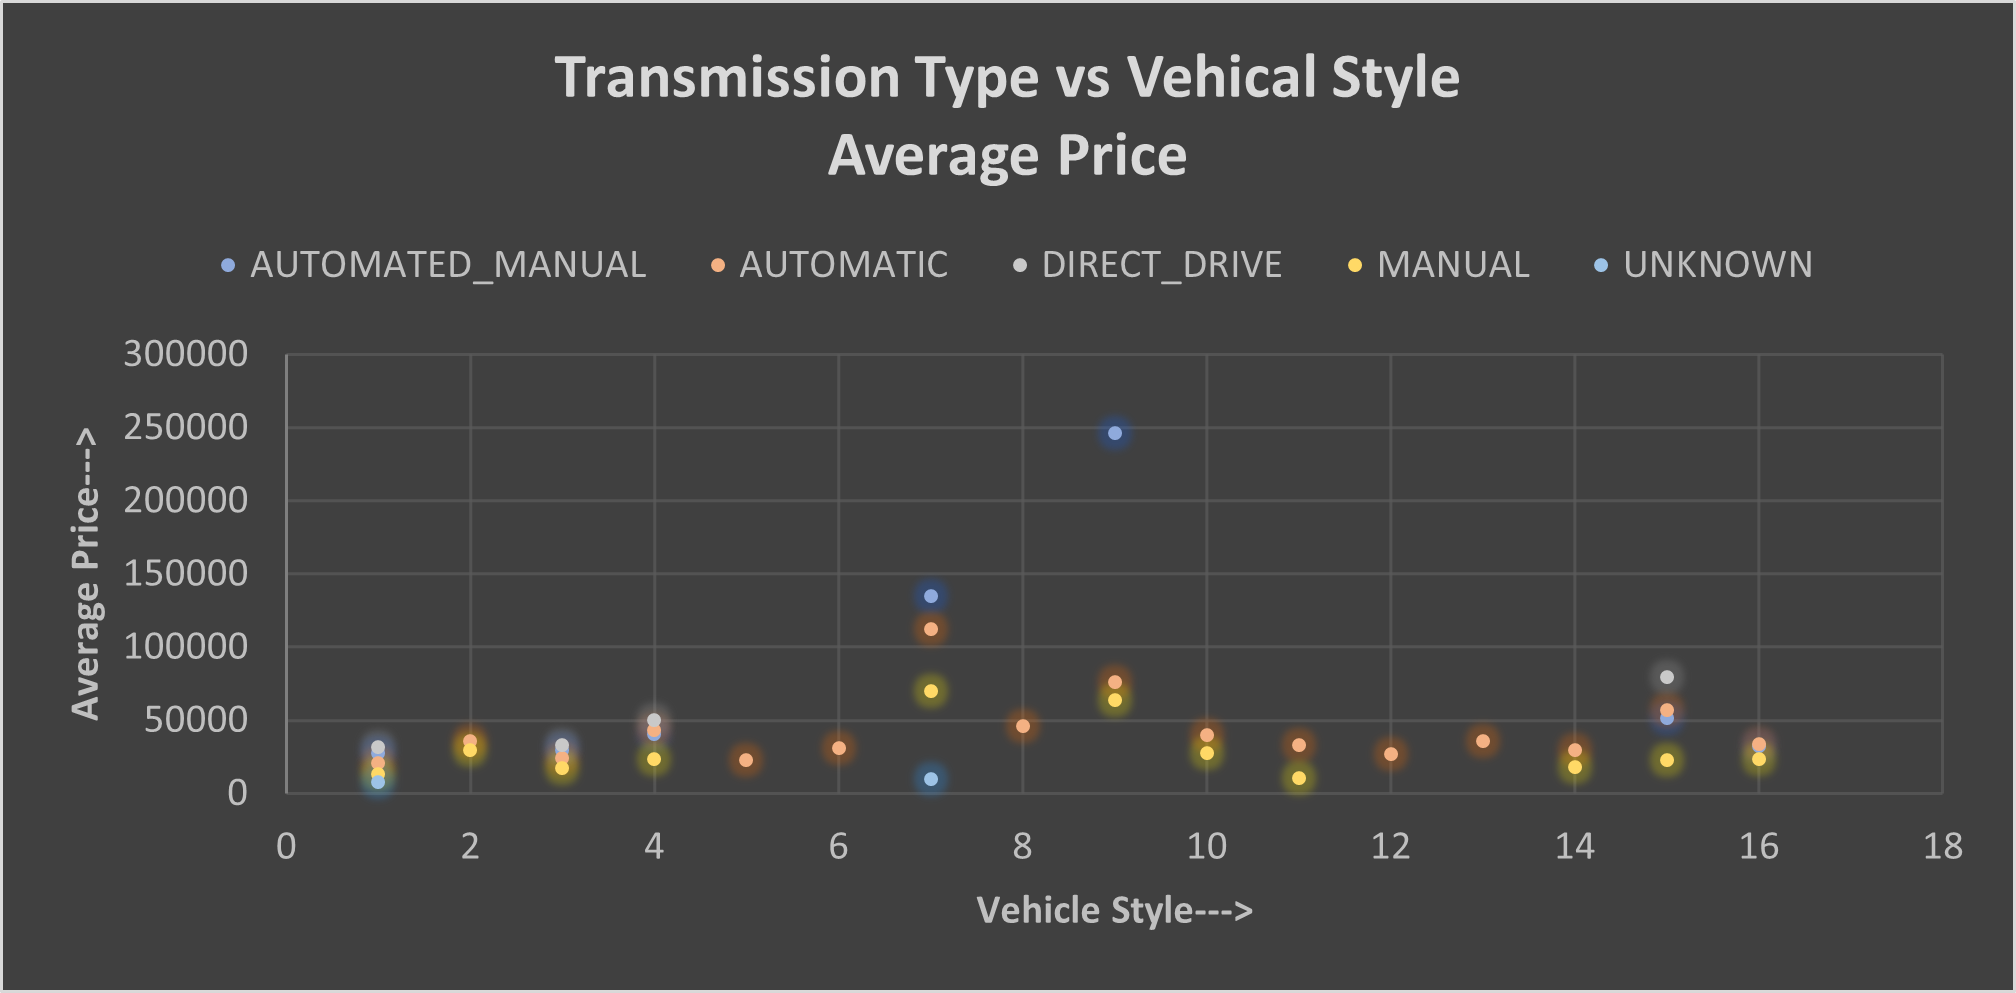 Transmission Type vs Vehical Style
Average Price
AUTOMATED_MANUAL AUTOMATIC DIRECT_DRIVE MANUAL UNKNOWN
300000
250000
200000
150000
100000
50000
0
Average Price--->
0 2 4 6 8 10 12 14 16 18
Vehicle Style--->